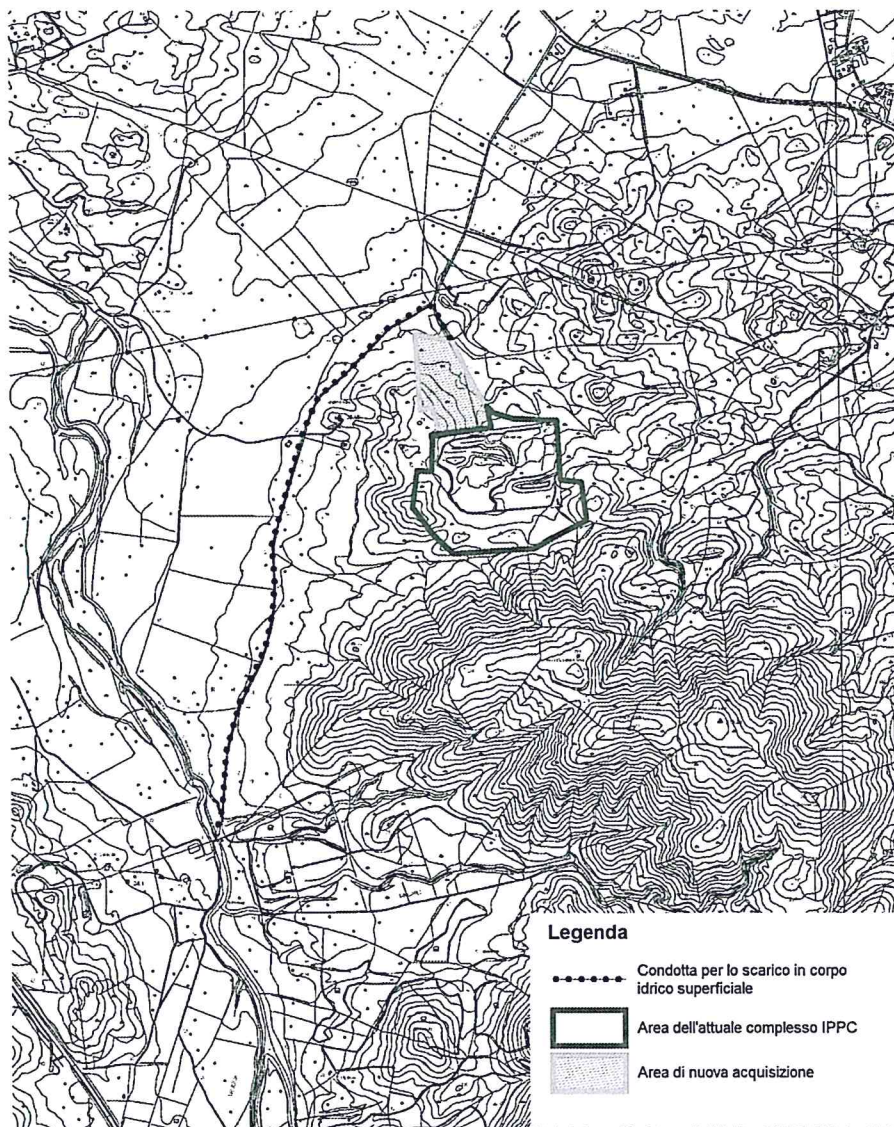 Legenda
Condotta per lo scarico in corpo
idrico superficiale
Area dell'attuale complesso IPPC
Area di nuova acquisizione